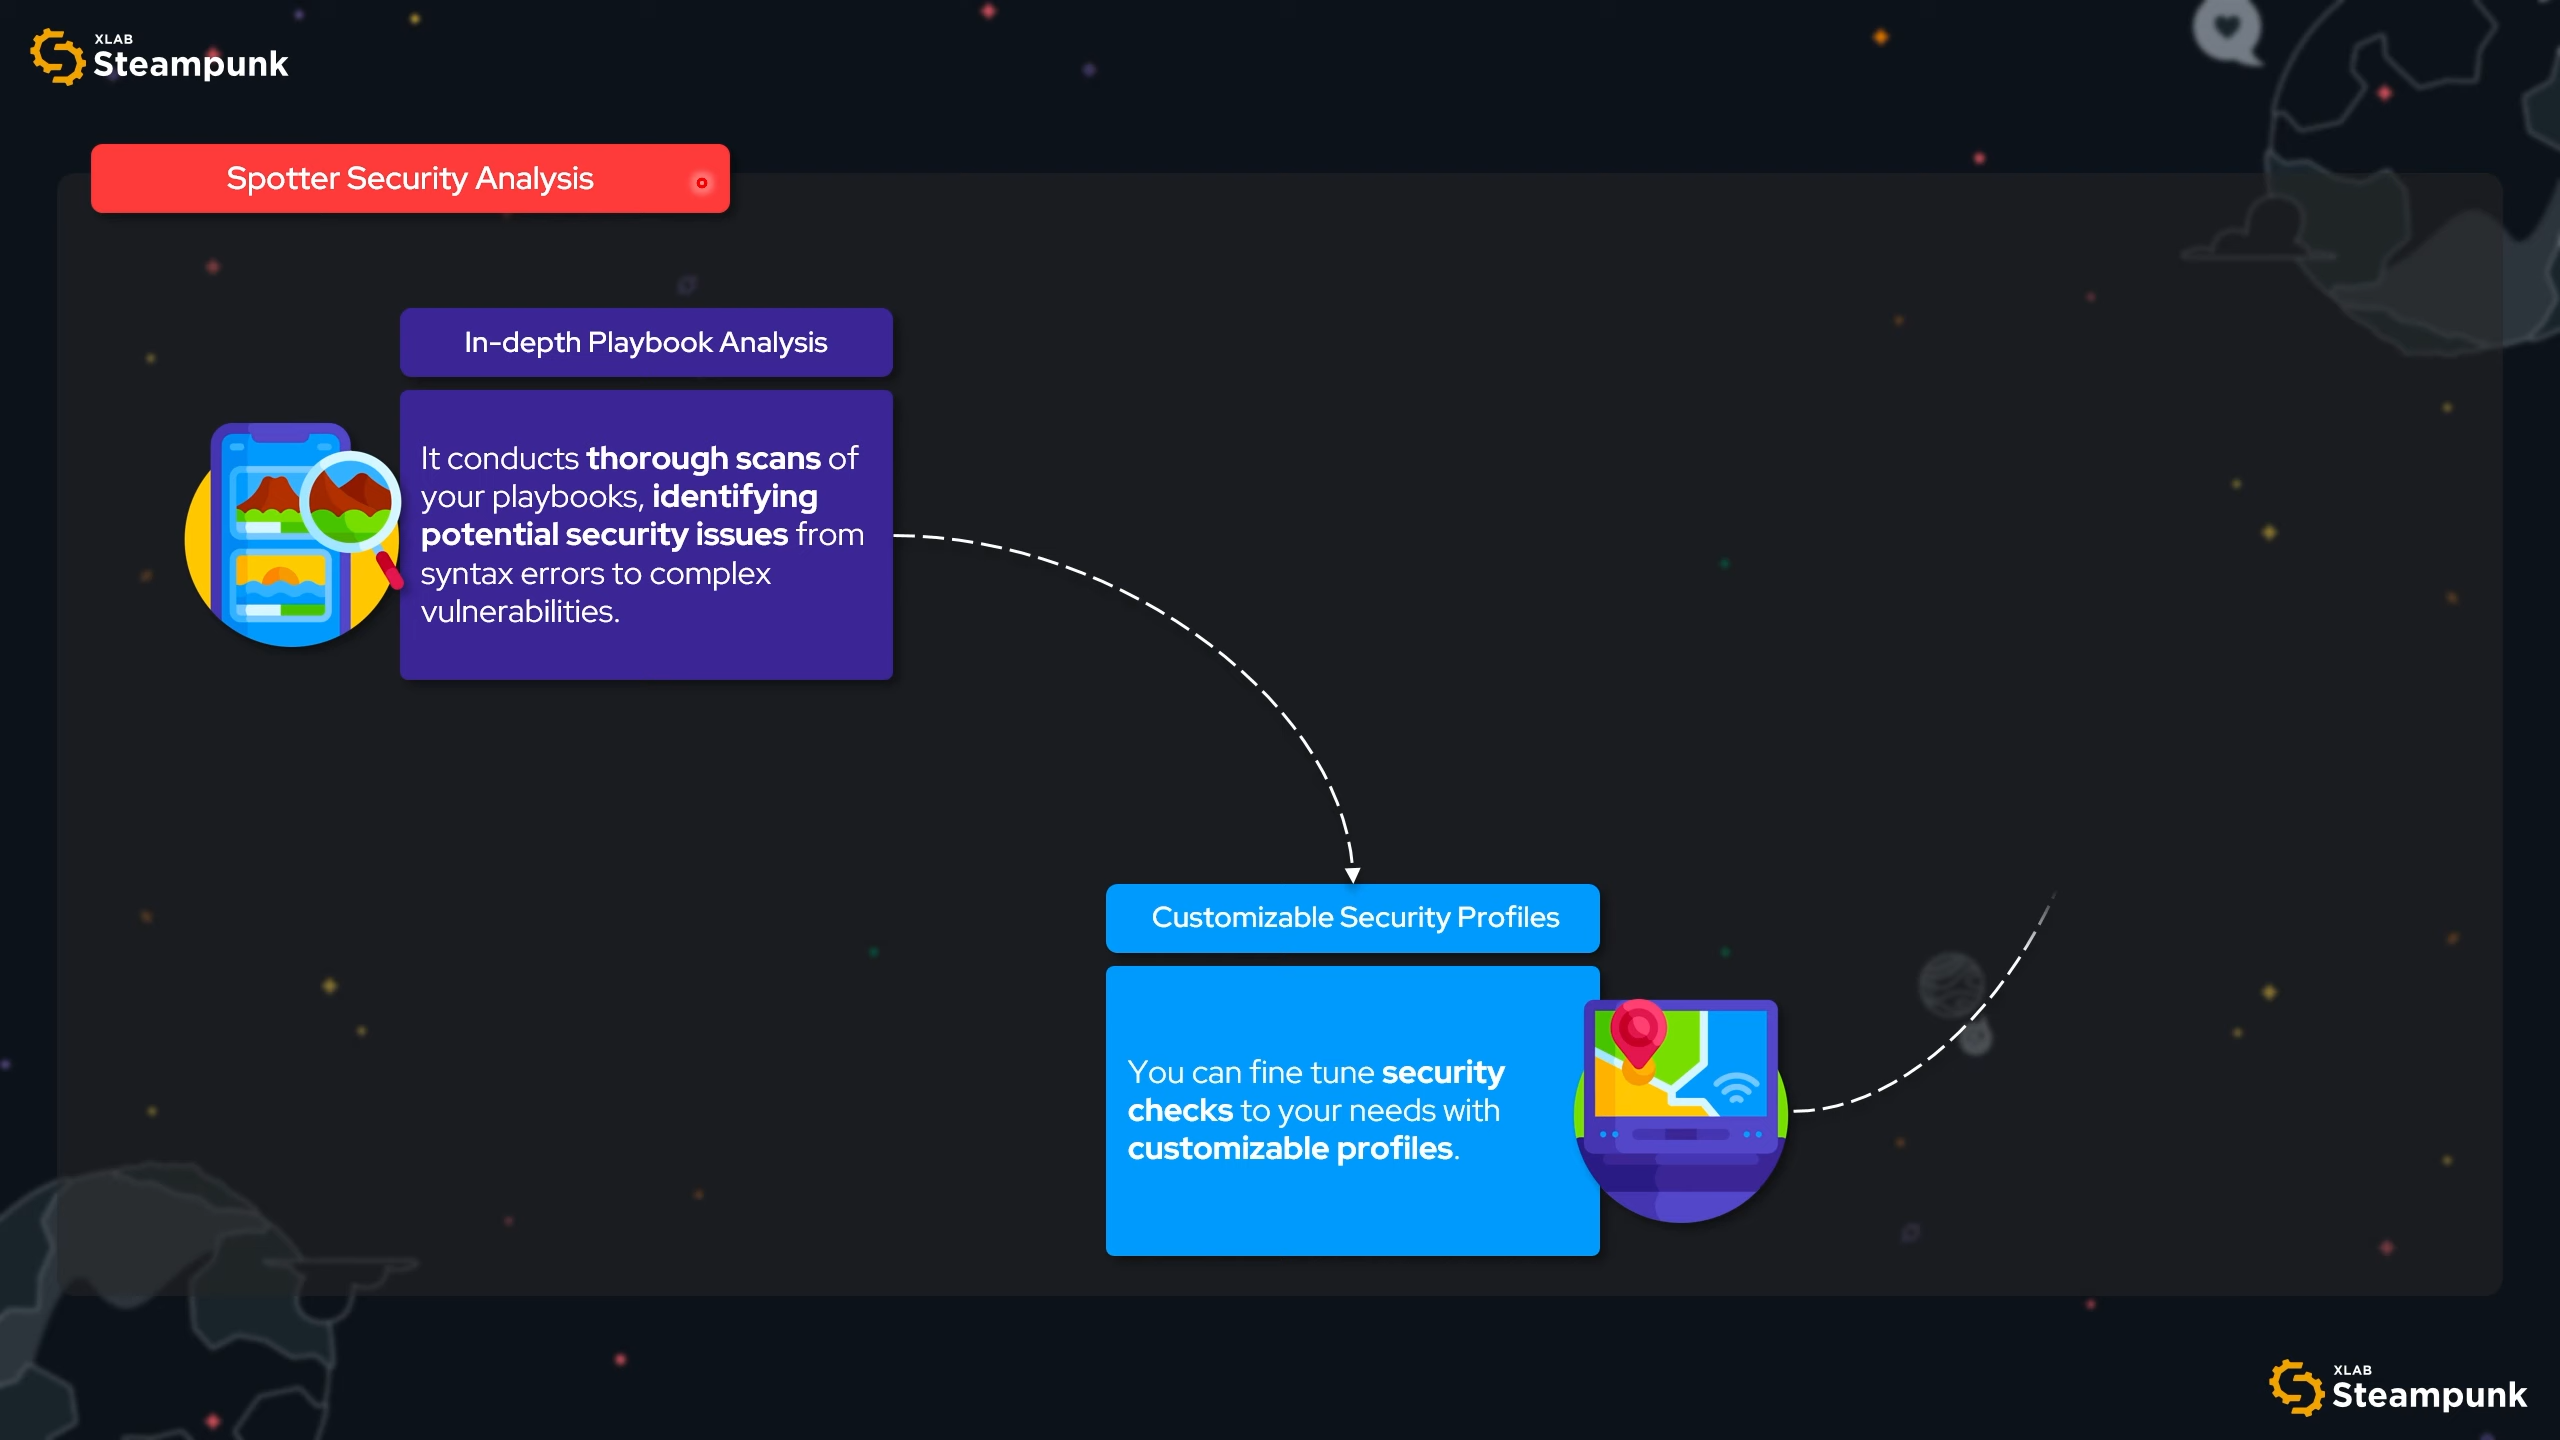 XLAB
Steampunk
Spotter Security Analysis
In-depth Playbook Analysis
It conducts thorough scans of
your playbooks, identifying
potential security issues from
syntax errors to complex
vulnerabilities.
Customizable Security Profiles
You can fine tune security
checks to your needs with
customizable profiles.
XLAB
Steampunk